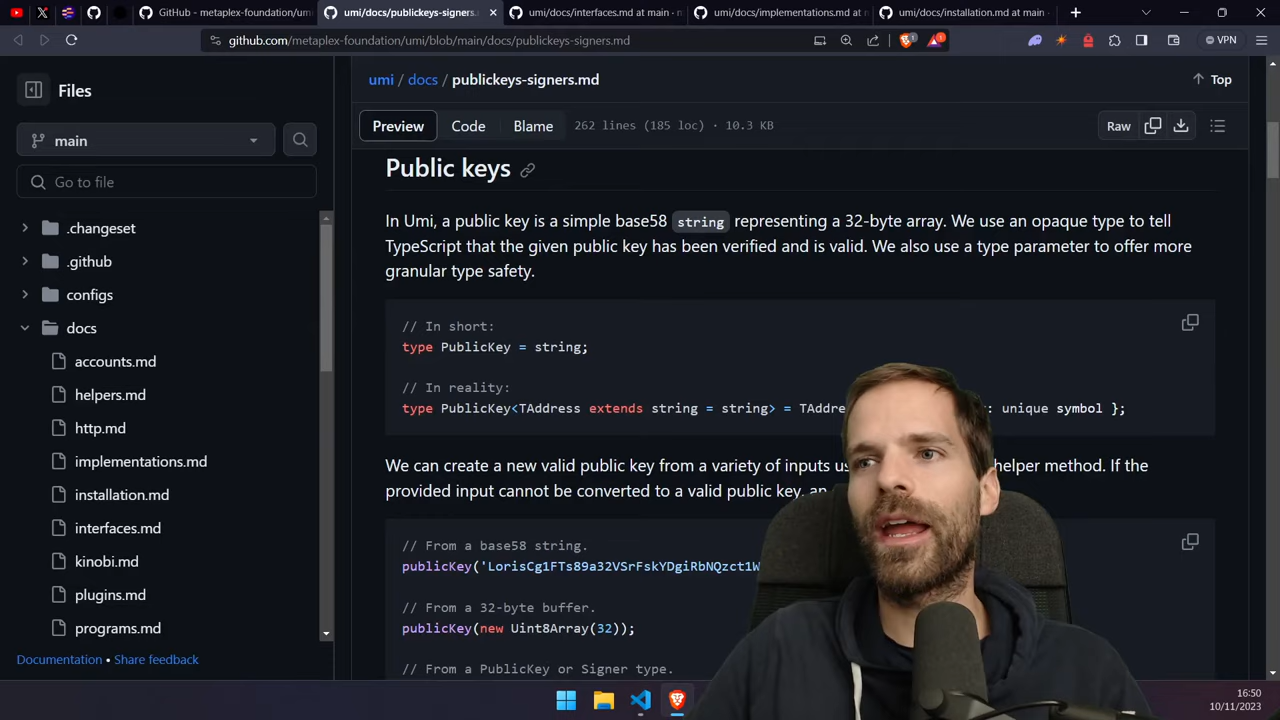 GitHub - metaplex-foundation/um
umi/docs/publickeys-signers.
umi/docs/interfaces.md at main · m
umi/docs/implementations.md at m
umi/docs/installation.md at main ·
github.com/metaplex-foundation/umi/blob/main/docs/publickeys-signers.md
1
1
VPN
Files
main
Go to file
.changeset
.github
configs
docs
accounts.md
helpers.md
http.md
implementations.md
installation.md
interfaces.md
kinobi.md
plugins.md
programs.md
Documentation • Share feedback
umi / docs / publickeys-signers.md
Top
Preview
Code
Blame
262 lines (185 loc) · 10.3 KB
Raw
Public keys
In Umi, a public key is a simple base58 string representing a 32-byte array. We use an opaque type to tell
TypeScript that the given public key has been verified and is valid. We also use a type parameter to offer more
granular type safety.
// In short:
type PublicKey = string;
// In reality:
type PublicKey<TAddress extends string = string> = TAddre : unique symbol };
We can create a new valid public key from a variety of inputs us helper method. If the
provided input cannot be converted to a valid public key, an
// From a base58 string.
publicKey('LorisCg1FTs89a32VSrFskYDgiRbNQzct1W
// From a 32-byte buffer.
publicKey(new Uint8Array(32));
// From a PublicKey or Signer type.
16:50
10/11/2023